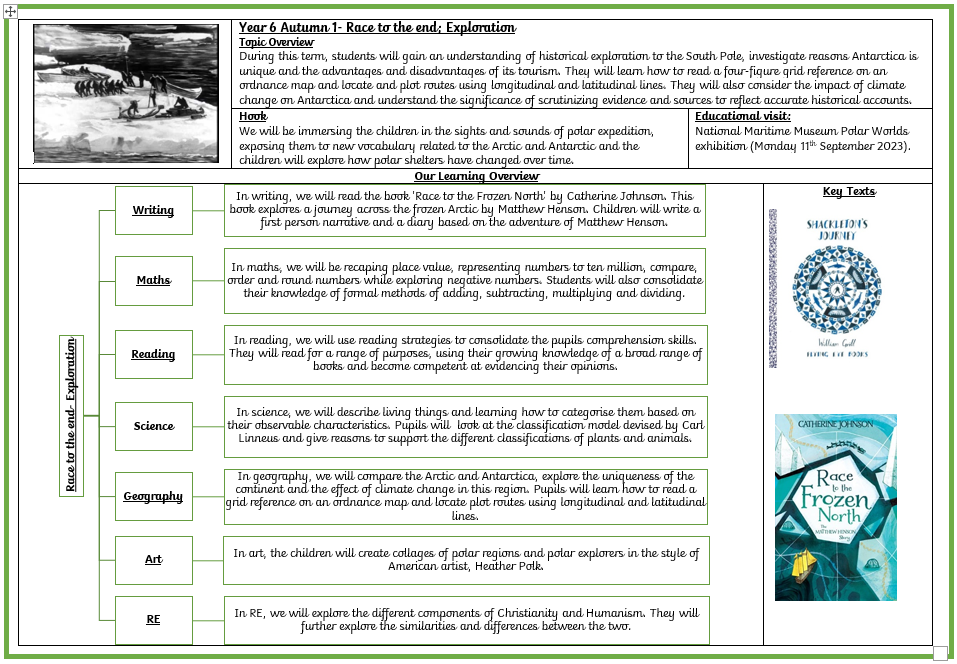 Year 6 Autumn 1- Race to the end; Exploration
Topic Overview
During this term, students will gain an understanding of historical exploration to the South Pole, investigate reasons Antarctica is
unique and the advantages and disadvantages of its tourism. They will learn how to read a four-figure grid reference on an
ordnance map and locate and plot routes using longitudinal and latitudinal lines. They will also consider the impact of climate
change on Antarctica and understand the significance of scrutinizing evidence and sources to reflect accurate historical accounts.
Hook
We will be immersing the children in the sights and sounds of polar expedition,
exposing them to new vocabulary related to the Arctic and Antarctic and the
children will explore how polar shelters have changed over time.
Educational visit:
National Maritime Museum Polar Worlds
exhibition (Monday 11th September 2023).
Our Learning Overview
Race to the end- Exploration
Writing
In writing, we will read the book 'Race to the Frozen North' by Catherine Johnson. This
book explores a journey across the frozen Arctic by Matthew Henson. Children will write a
first person narrative and a diary based on the adventure of Matthew Henson.
Maths
In maths, we will be recaping place value, representing numbers to ten million, compare,
order and round numbers while exploring negative numbers. Students will also consolidate
their knowledge of formal methods of adding, subtracting, multiplying and dividing.
Reading
In reading, we will use reading strategies to consolidate the pupils comprehension skills.
They will read for a range of purposes, using their growing knowledge of a broad range of
books and become competent at evidencing their opinions.
Science
In science, we will describe living things and learning how to categorise them based on
their observable characteristics. Pupils will look at the classification model devised by Carl
Linneus and give reasons to support the different classifications of plants and animals.
Geography
In geography, we will compare the Arctic and Antarctica, explore the uniqueness of the
continent and the effect of climate change in this region. Pupils will learn how to read a
grid reference on an ordnance map and locate plot routes using longitudinal and latitudinal
lines.
Art
In art, the children will create collages of polar regions and polar explorers in the style of
American artist, Heather Polk.
RE
In RE, we will explore the different components of Christianity and Humanism. They will
further explore the similarities and differences between the two.
Key Texts
SHACKLETON'S
JOURNEY
William Grill
FLYING EYE BOOKS
CATHERINE JOHNSON
Race
to the
Frozen
North
The
MATTHEW HENSON
Story